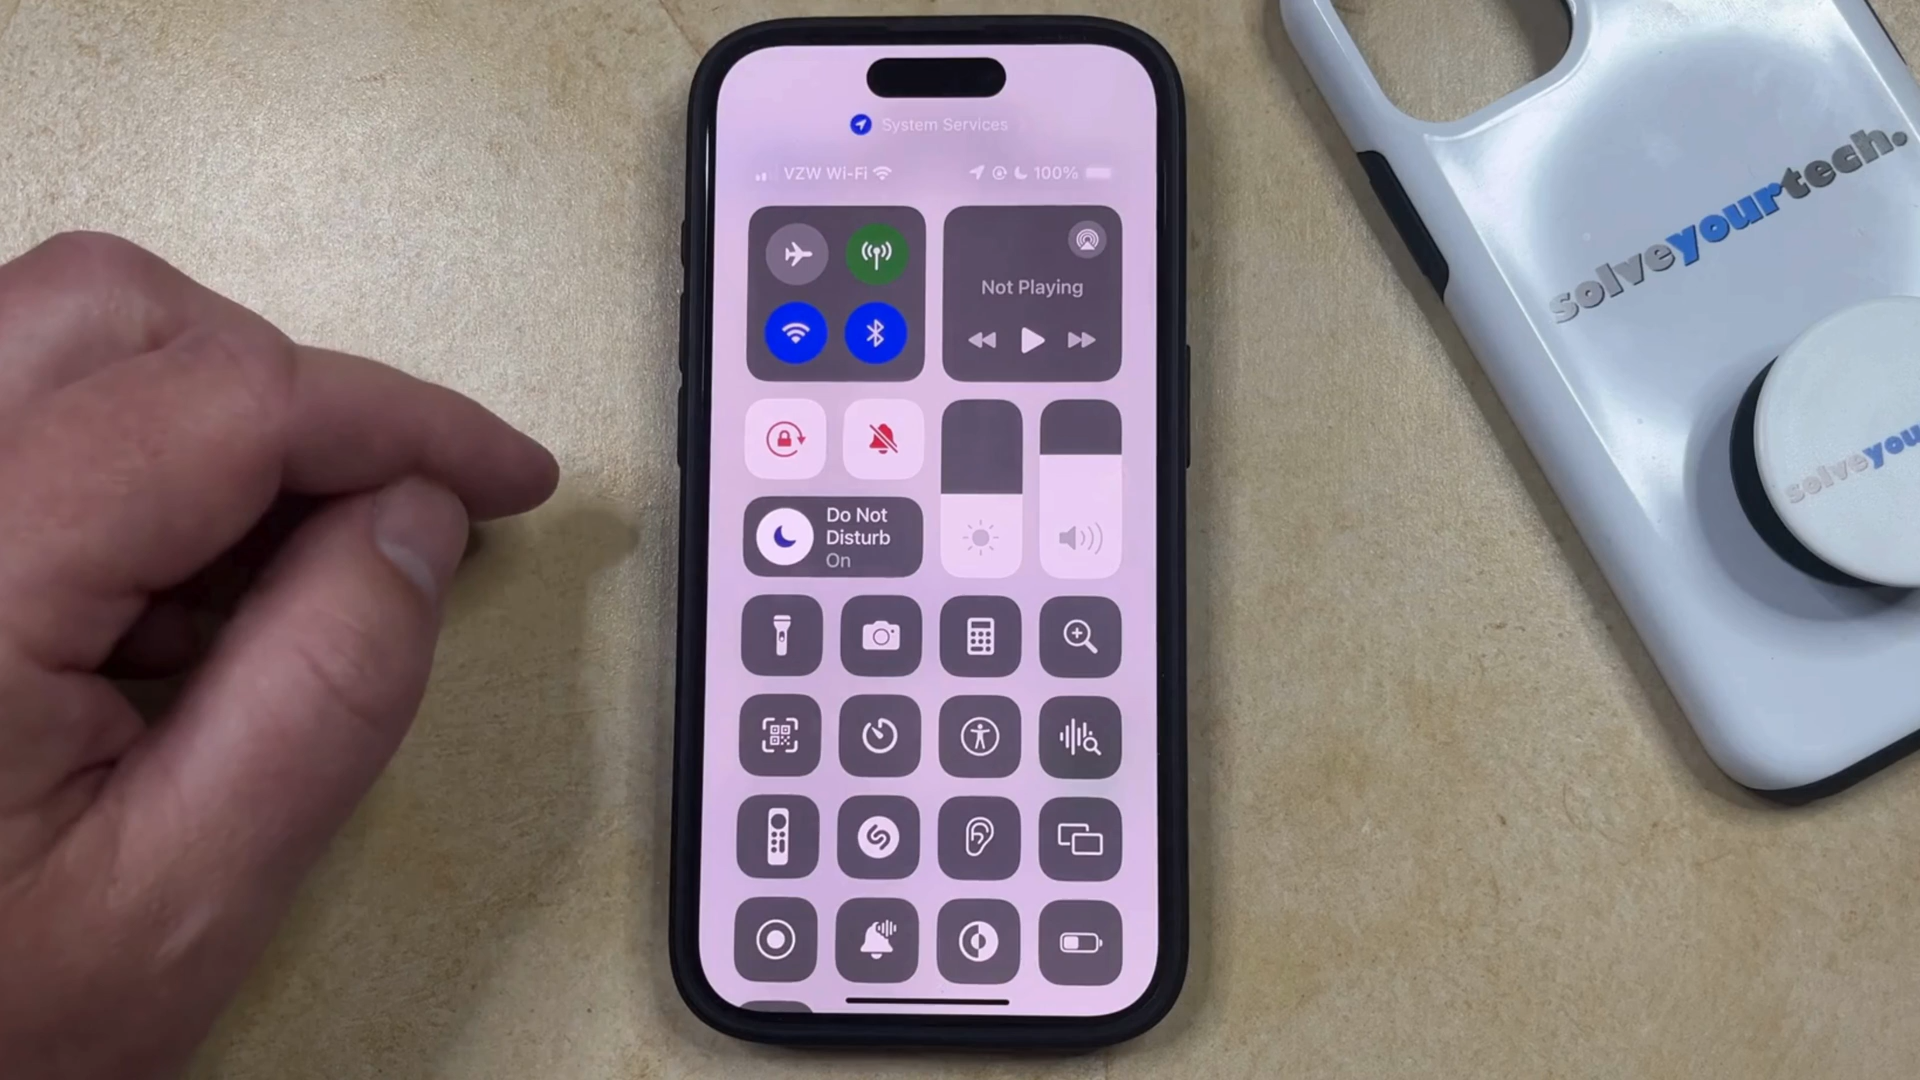 System Services
VZW Wi-Fi
100%
Not Playing
Do Not
Disturb
On
solveyourtech.
solveyou